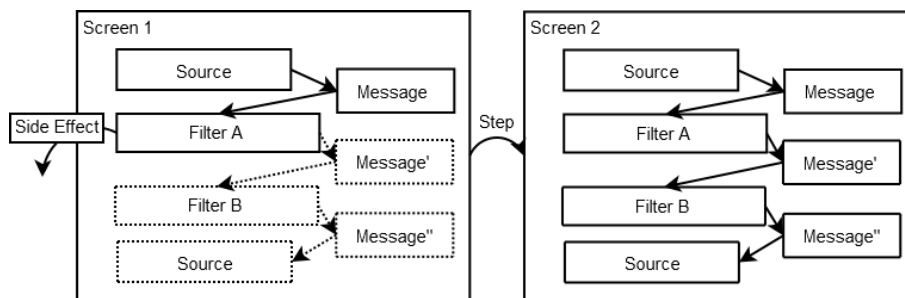 Screen 1
Source
Message
Side Effect
Filter A
Message'
Filter B
Message"
Source
Step
Screen 2
Source
Message
Filter A
Message'
Filter B
Message"
Source